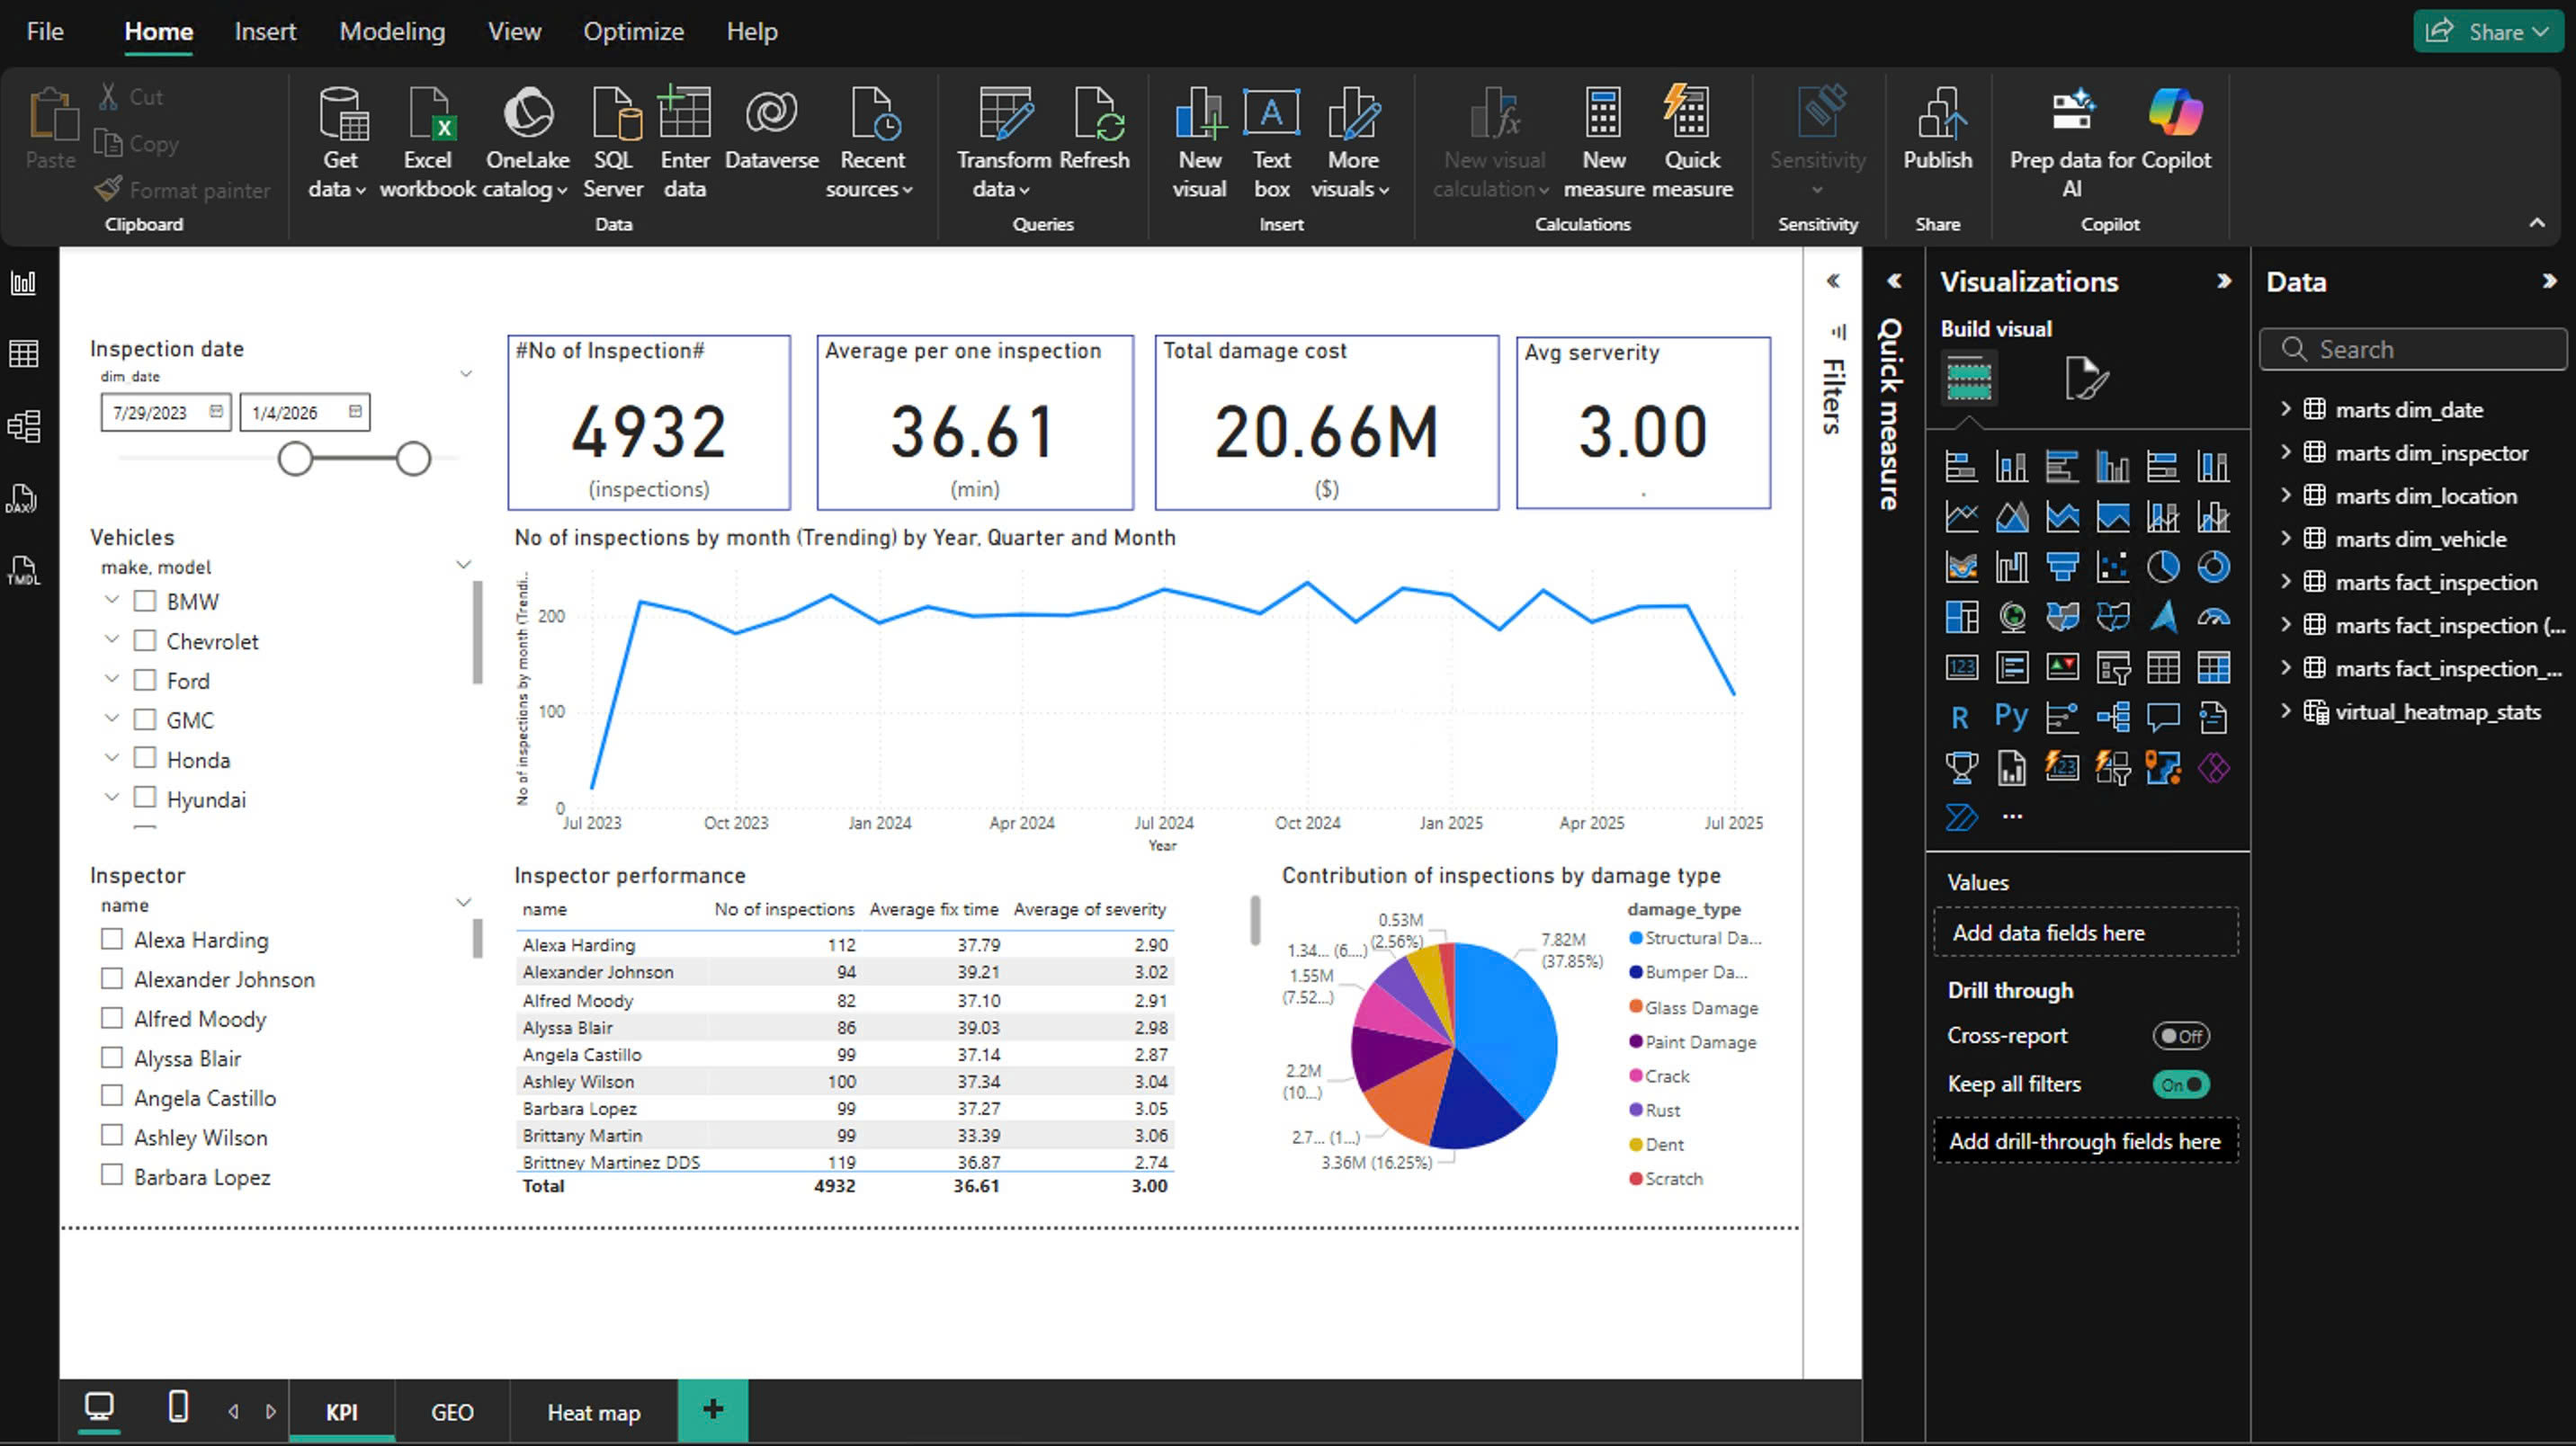 File
Home
Insert
Modeling
View
Optimize
Help
Share
Paste
Cut
Copy
Format painter
Clipboard
Get data
Excel workbook
OneLake catalog
SQL Server
Enter data
Dataverse
Recent sources
Data
Transform data
Refresh
Queries
New visual
Text box
More visuals
Insert
New visual calculation
New measure
Quick measure
Calculations
Sensitivity
Sensitivity
Publish
Share
Prep data for AI
Copilot
Copilot
DAX
TMDL
Inspection date
dim_date
7/29/2023
1/4/2026
#No of Inspection#
4932
(inspections)
Average per one inspection
36.61
(min)
Total damage cost
20.66M
($)
Avg serverity
3.00
.
Vehicles
make, model
BMW
Chevrolet
Ford
GMC
Honda
Hyundai
No of inspections by month (Trending) by Year, Quarter and Month
No of inspections by month (Trendi...
200
100
0
Jul 2023
Oct 2023
Jan 2024
Apr 2024
Jul 2024
Oct 2024
Jan 2025
Apr 2025
Jul 2025
Year
Inspector
name
Alexa Harding
Alexander Johnson
Alfred Moody
Alyssa Blair
Angela Castillo
Ashley Wilson
Barbara Lopez
Inspector performance
name No of inspections Average fix time Average of severity
Alexa Harding 112 37.79 2.90
Alexander Johnson 94 39.21 3.02
Alfred Moody 82 37.10 2.91
Alyssa Blair 86 39.03 2.98
Angela Castillo 99 37.14 2.87
Ashley Wilson 100 37.34 3.04
Barbara Lopez 99 37.27 3.05
Brittany Martin 99 33.39 3.06
Brittney Martinez DDS 119 36.87 2.74
Total 4932 36.61 3.00
Contribution of inspections by damage type
0.53M
(2.56%)
1.34... (6....)
1.55M
(7.52...)
2.2M
(10...)
2.7... (1...)
3.36M (16.25%)
7.82M
(37.85%)
damage_type
Structural Da...
Bumper Da...
Glass Damage
Paint Damage
Crack
Rust
Dent
Scratch
Filters
Quick measure
Visualizations
Build visual
123
R
Py
123
...
Values
Add data fields here
Drill through
Cross-report
Off
Keep all filters
On
Add drill-through fields here
Data
Search
marts dim_date
marts dim_inspector
marts dim_location
marts dim_vehicle
marts fact_inspection
marts fact_inspection (...
marts fact_inspection_...
virtual_heatmap_stats
KPI
GEO
Heat map
+